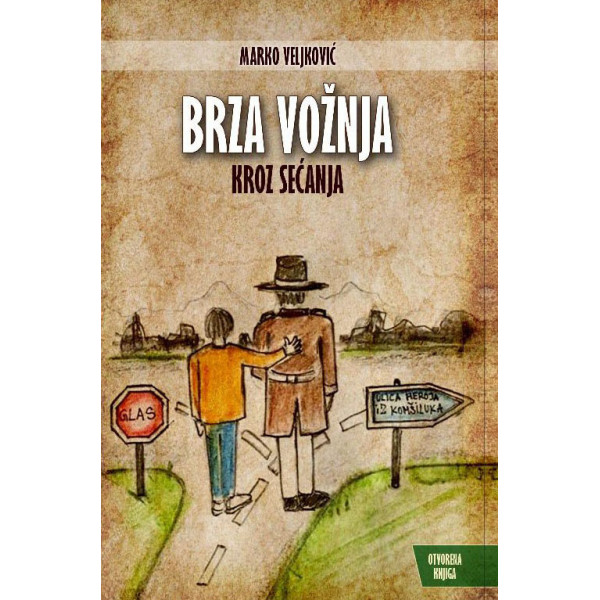 MARKO VELJKOVIĆ
BRZA VOŽNJA
KROZ SEĆANJA
GLAS
ULICA HEROJA
iZ KOMŠiLUKA
OTVORENA
KNJIGA